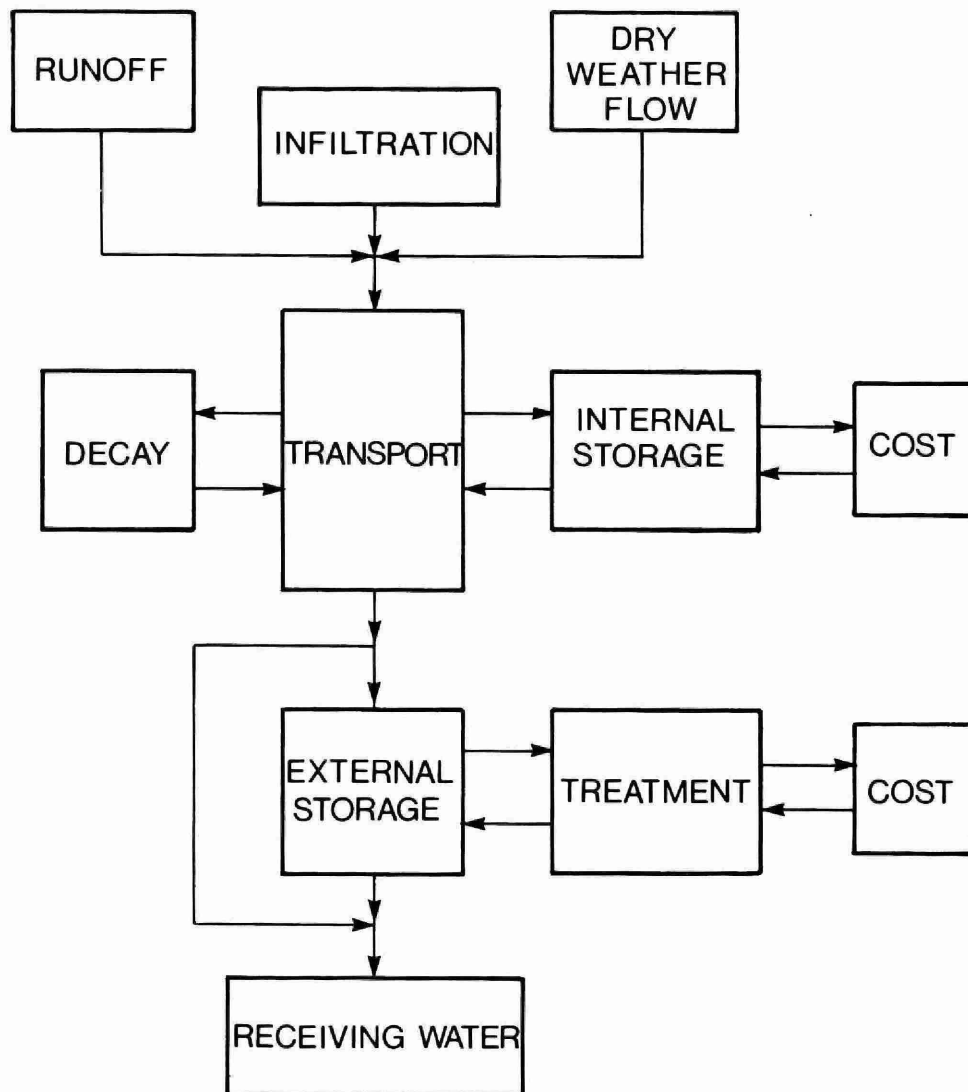 RUNOFF
DRY
WEATHER
FLOW
INFILTRATION
DECAY
TRANSPORT
INTERNAL
STORAGE
COST
EXTERNAL
STORAGE
TREATMENT
COST
RECEIVING WATER